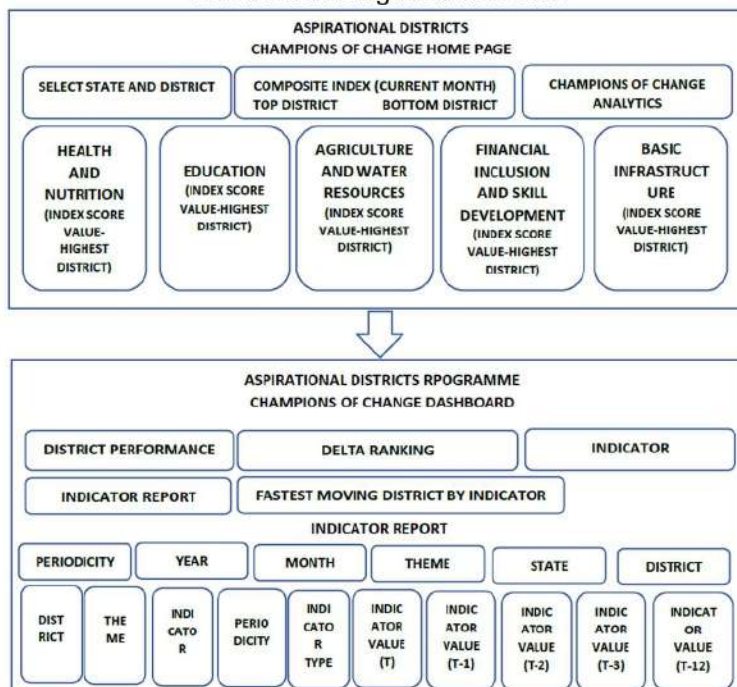 ASPIRATIONAL DISTRICTS
CHAMPIONS OF CHANGE HOME PAGE
SELECT STATE AND DISTRICT
COMPOSITE INDEX (CURRENT MONTH)
TOP DISTRICT BOTTOM DISTRICT
CHAMPIONS OF CHANGE
ANALYTICS
HEALTH
AND
NUTRITION
(INDEX SCORE
VALUE-
HIGHEST
DISTRICT)
EDUCATION
(INDEX SCORE
VALUE-HIGHEST
DISTRICT)
AGRICULTURE
AND WATER
RESOURCES
(INDEX SCORE
VALUE-HIGHEST
DISTRICT)
FINANCIAL
INCLUSION
AND SKILL
DEVELOPMENT
(INDEX SCORE
VALUE-HIGHEST
DISTRICT)
BASIC
INFRASTRUCT
URE
(INDEX SCORE
VALUE-HIGHEST
DISTRICT)
ASPIRATIONAL DISTRICTS RPOGRAMME
CHAMPIONS OF CHANGE DASHBOARD
DISTRICT PERFORMANCE
DELTA RANKING
INDICATOR
INDICATOR REPORT
FASTEST MOVING DISTRICT BY INDICATOR
INDICATOR REPORT
PERIODICITY
YEAR
MONTH
THEME
STATE
DISTRICT
DIST
RICT
THE
ME
INDI
CATO
R
PERIO
DICITY
INDI
CATO
R
TYPE
INDIC
ATOR
VALUE
(T)
INDIC
ATOR
VALUE
(T-1)
INDIC
ATOR
VALUE
(T-2)
INDIC
ATOR
VALUE
(T-3)
INDICAT
OR
VALUE
(T-12)